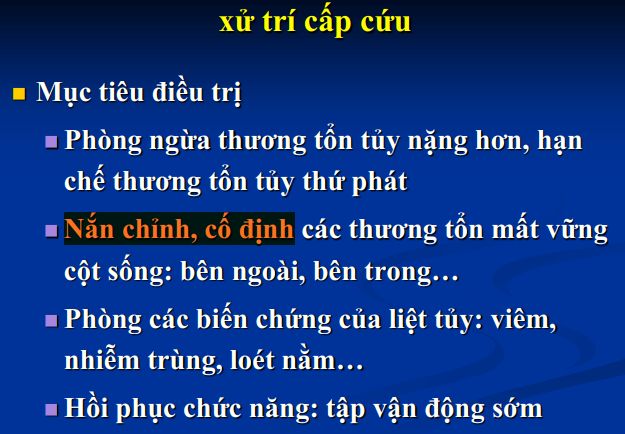 xử trí cấp cứu
Mục tiêu điều trị
Phòng ngừa thương tổn tủy nặng hơn, hạn
chế thương tổn tủy thứ phát
Nắn chỉnh, cố định các thương tổn mất vững
cột sống: bên ngoài, bên trong…
Phòng các biến chứng của liệt tủy: viêm,
nhiễm trùng, loét nằm…
Hồi phục chức năng: tập vận động sớm